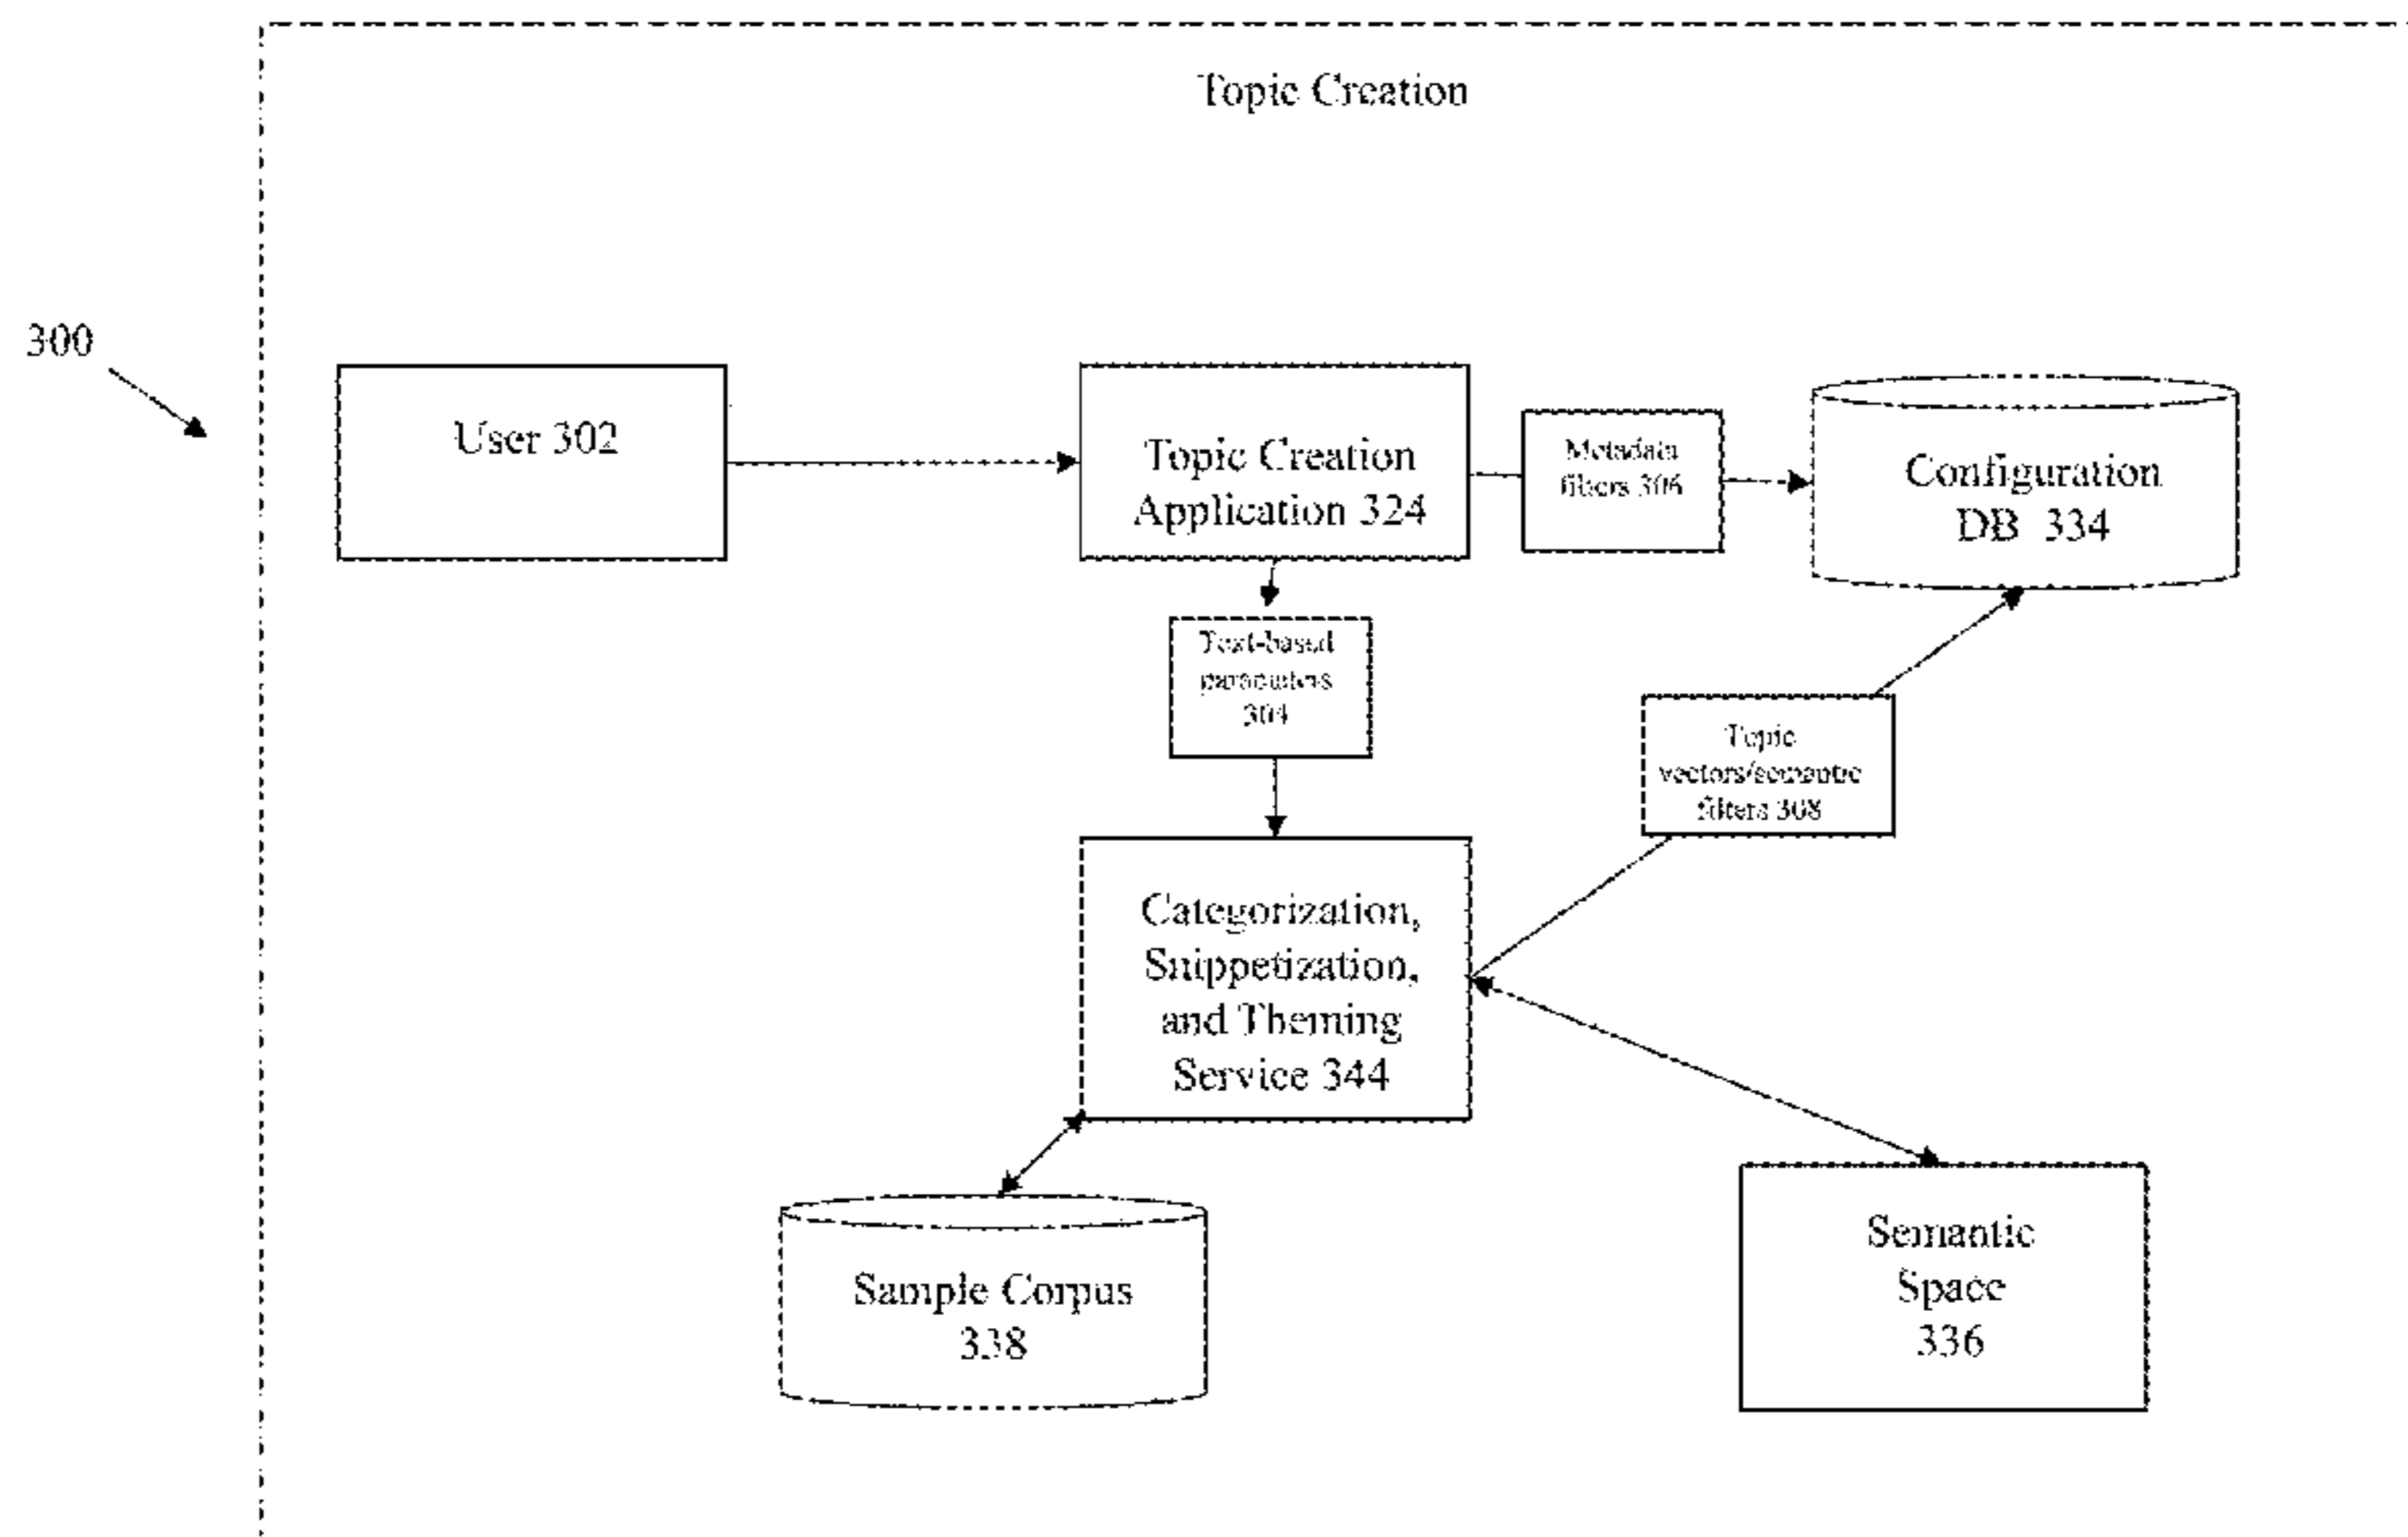 Topic Creation
300
User 302
Topic Creation
Application 324
Metadata
filters 306
Configuration
DB 334
Text-based
parameters
304
Topic
vectors/semantic
filters 308
Categorization,
Snippetization,
and Theming
Service 344
Sample Corpus
338
Semantic
Space
336